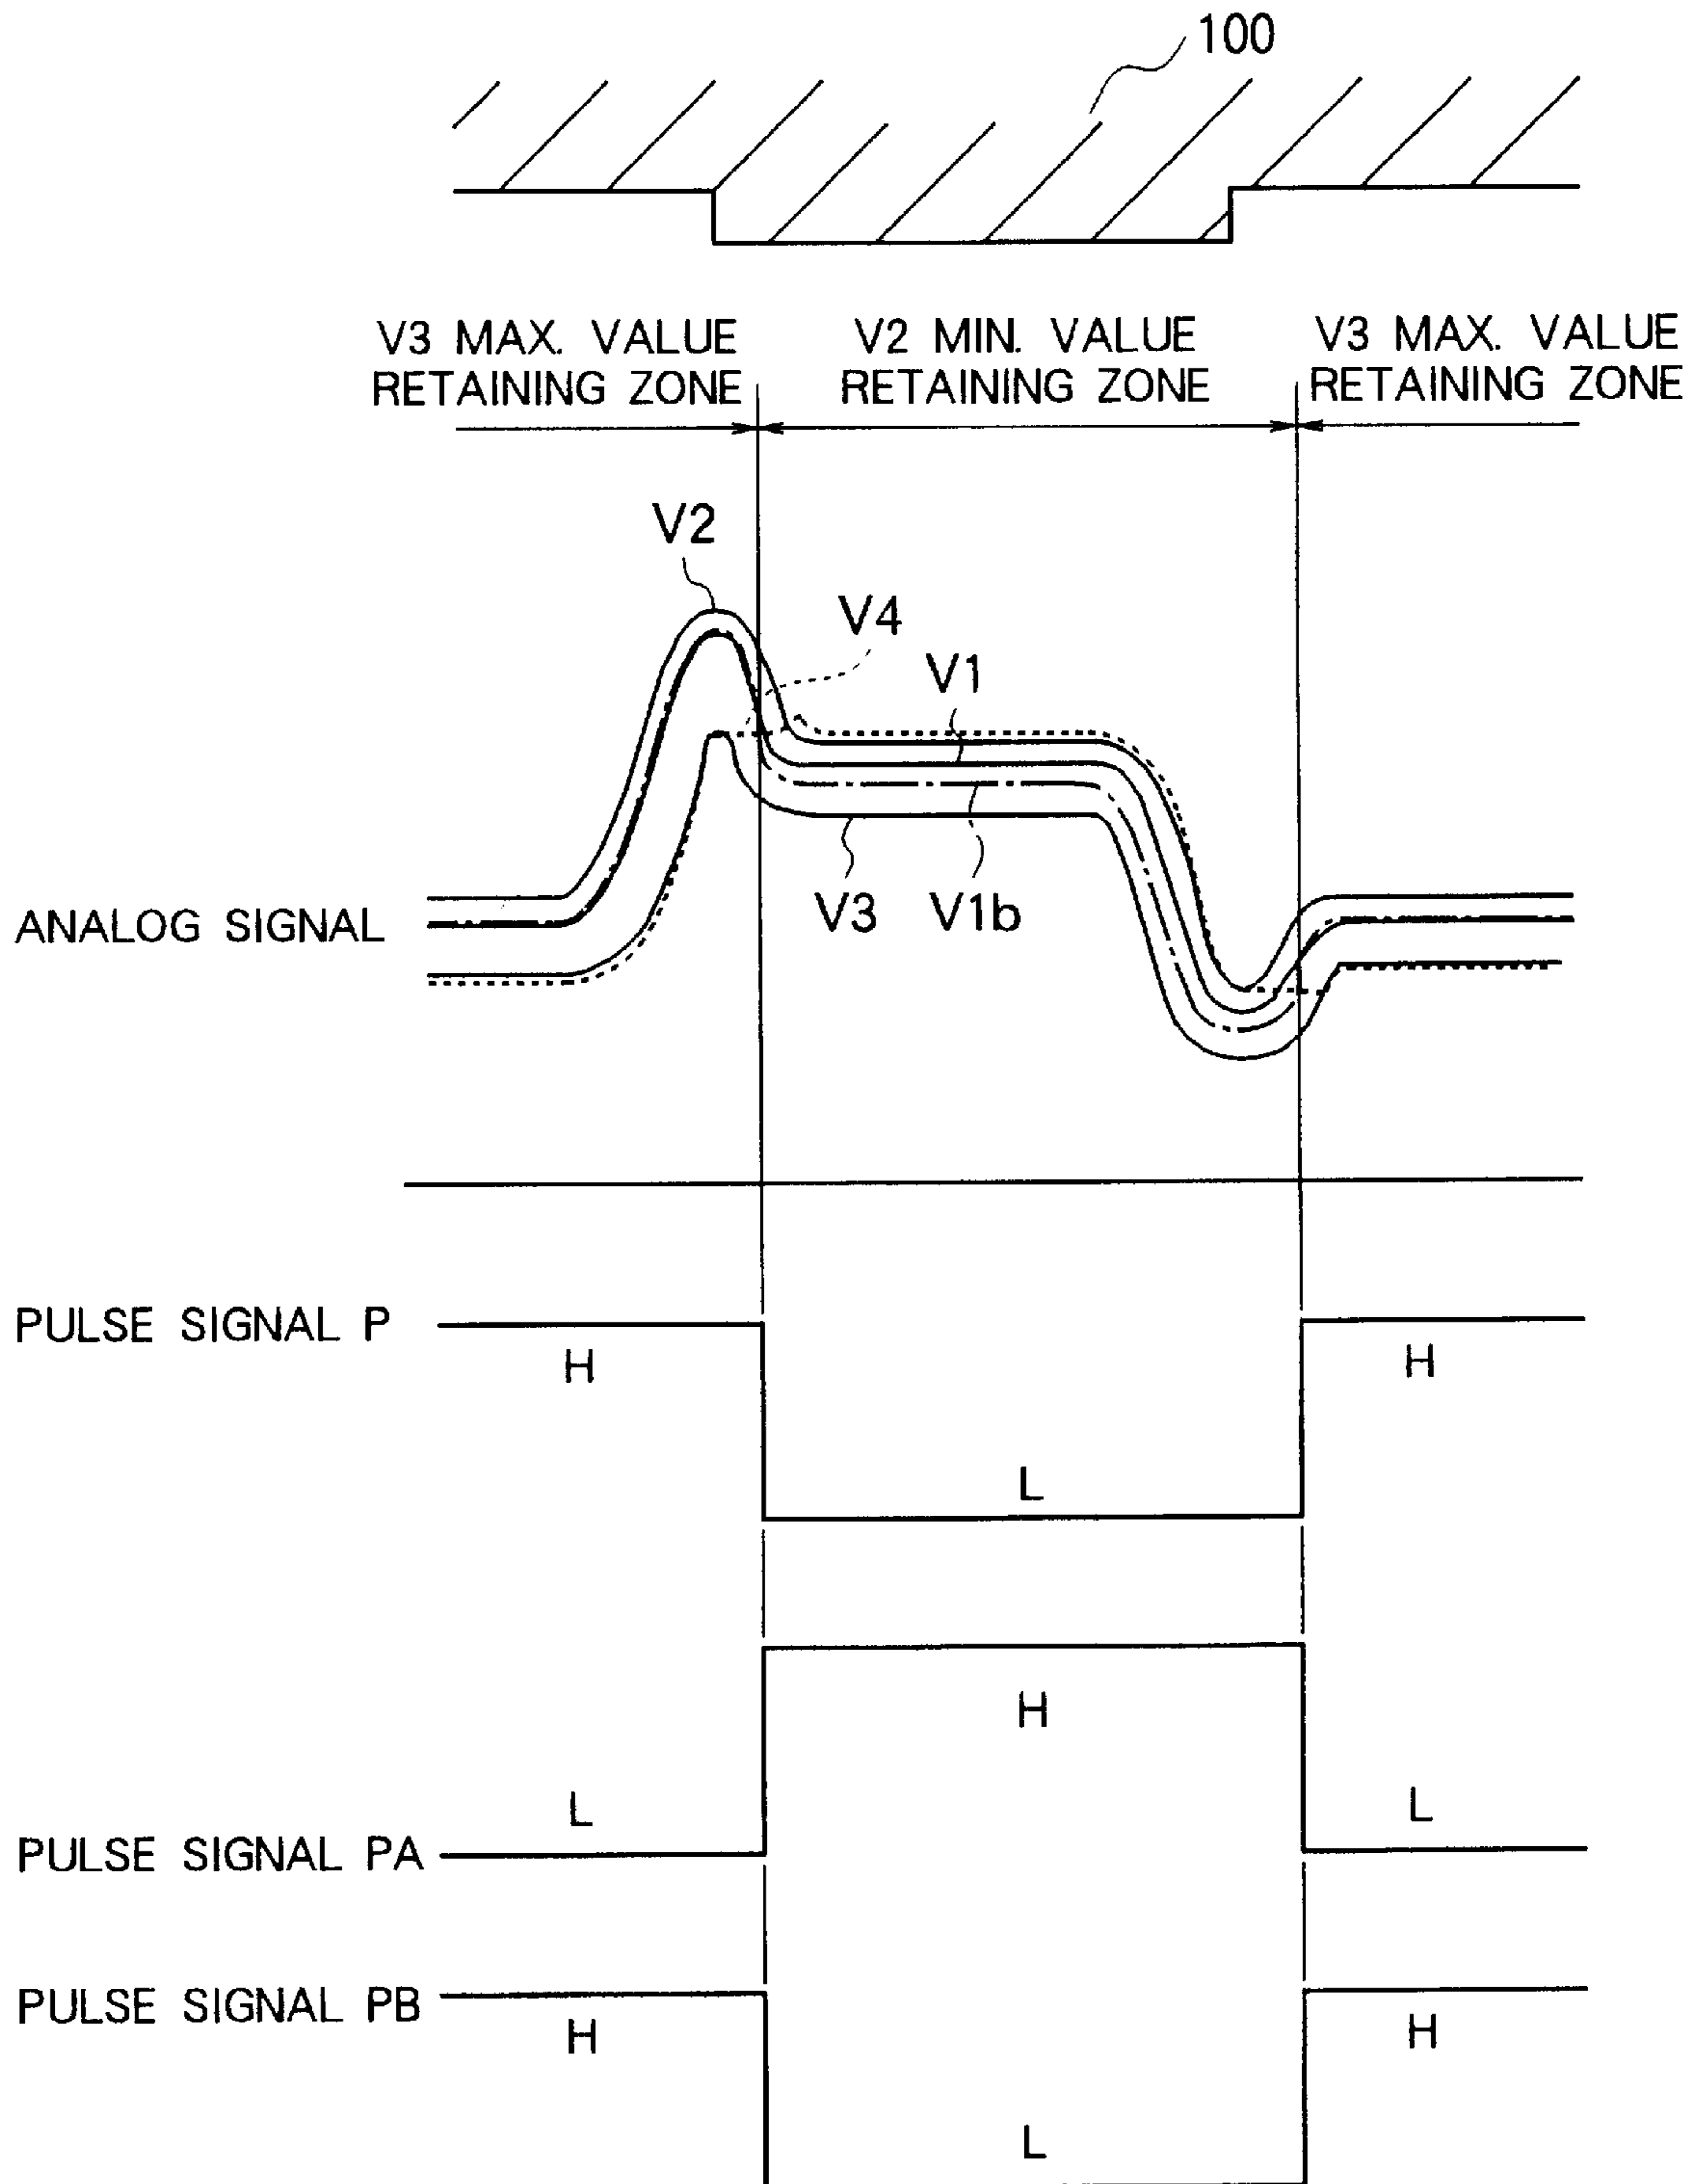 100
V3 MAX. VALUE
RETAINING ZONE
V2 MIN. VALUE
RETAINING ZONE
V3 MAX. VALUE
RETAINING ZONE
V2
V4
V1
V3
V1b
ANALOG SIGNAL
PULSE SIGNAL P
H
H
L
H
L
L
PULSE SIGNAL PA
PULSE SIGNAL PB
H
H
L